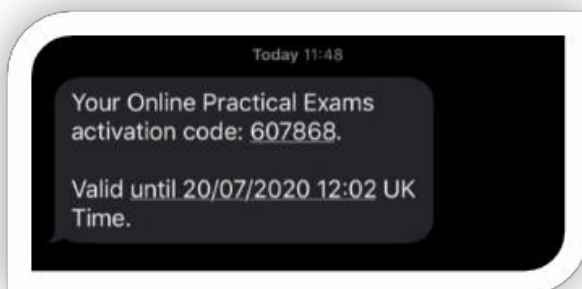 Today 11:48
Your Online Practical Exams
activation code: 607868.
Valid until 20/07/2020 12:02 UK
Time.